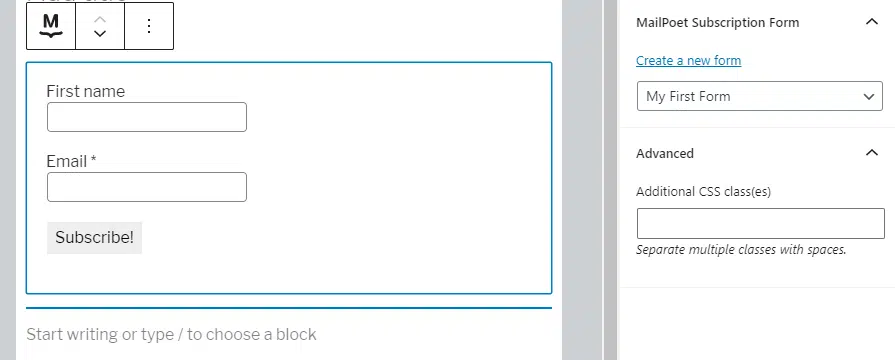 M
First name
Email *
Subscribe!
Start writing or type / to choose a block
MailPoet Subscription Form
Create a new form
My First Form
Advanced
Additional CSS class(es)
Separate multiple classes with spaces.